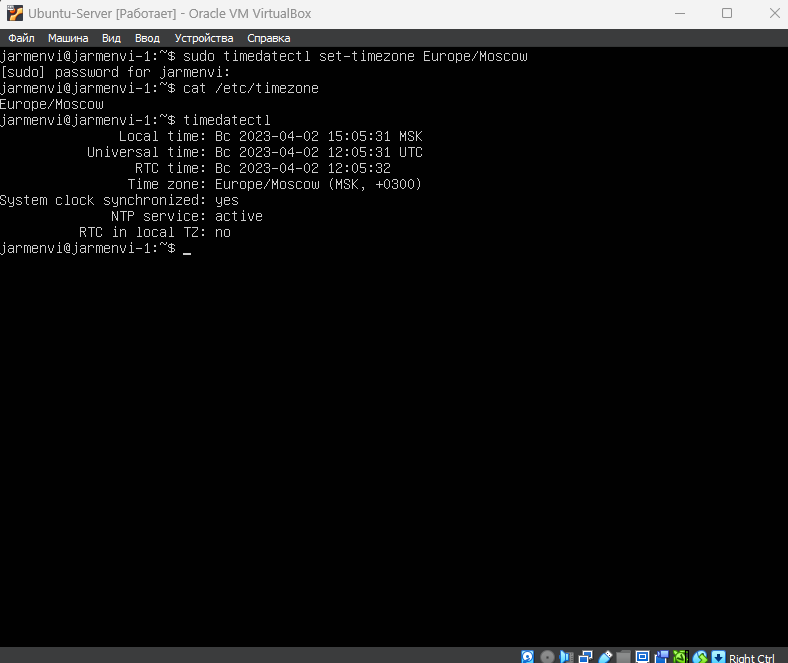 Ubuntu-Server [Работает] - Oracle VM VirtualBox
Файл Машина Вид Ввод Устройства Справка
jarmenvi@jarmenvi-1:~$ sudo timedatectl set-timezone Europe/Moscow
[sudo] password for jarmenvi:
jarmenvi@jarmenvi-1:~$ cat /etc/timezone
Europe/Moscow
jarmenvi@jarmenvi-1:~$ timedatectl
Local time: Вс 2023-04-02 15:05:31 MSK
Universal time: Вс 2023-04-02 12:05:31 UTC
RTC time: Вс 2023-04-02 12:05:32
Time zone: Europe/Moscow (MSK, +0300)
System clock synchronized: yes
NTP service: active
RTC in local TZ: no
jarmenvi@jarmenvi-1:~$ _
Right Ctrl